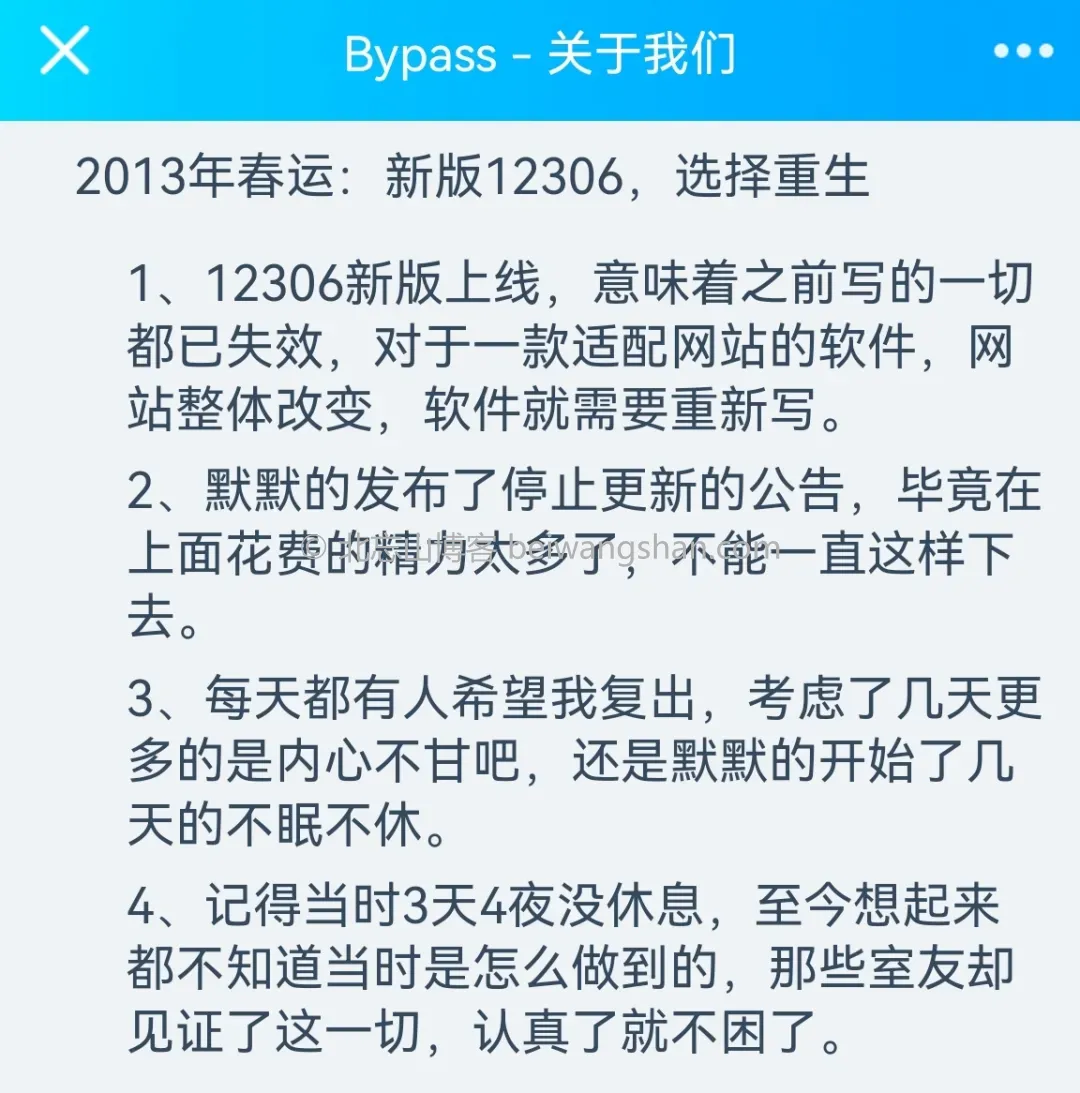 Bypass - 关于我们
2013年春运：新版12306，选择重生
1、12306新版上线，意味着之前写的一切
都已失效，对于一款适配网站的软件，网
站整体改变，软件就需要重新写。
2、默默的发布了停止更新的公告，毕竟在
上面花费的精力太多了，不能一直这样下
© 北忘山博客 beiwangshan.com
去。
3、每天都有人希望我复出，考虑了几天更
多的是内心不甘吧，还是默默的开始了几
天的不眠不休。
4、记得当时3天4夜没休息，至今想起来
都不知道当时是怎么做到的，那些室友却
见证了这一切，认真了就不困了。